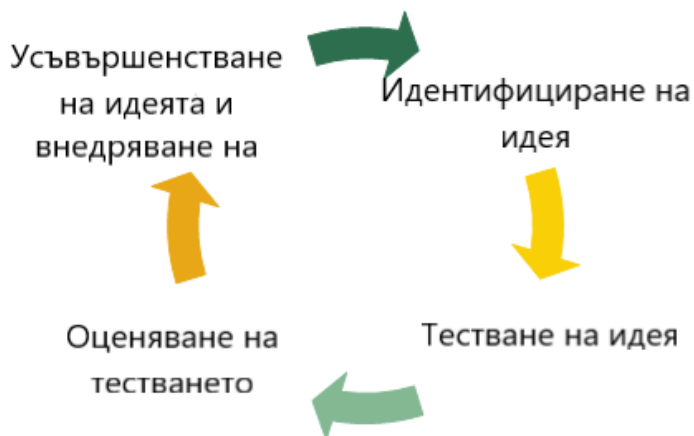 Усъвършенстване
на идеята и
внедряване на
Идентифициране на
идея
Тестване на идея
Оценяване на
тестването